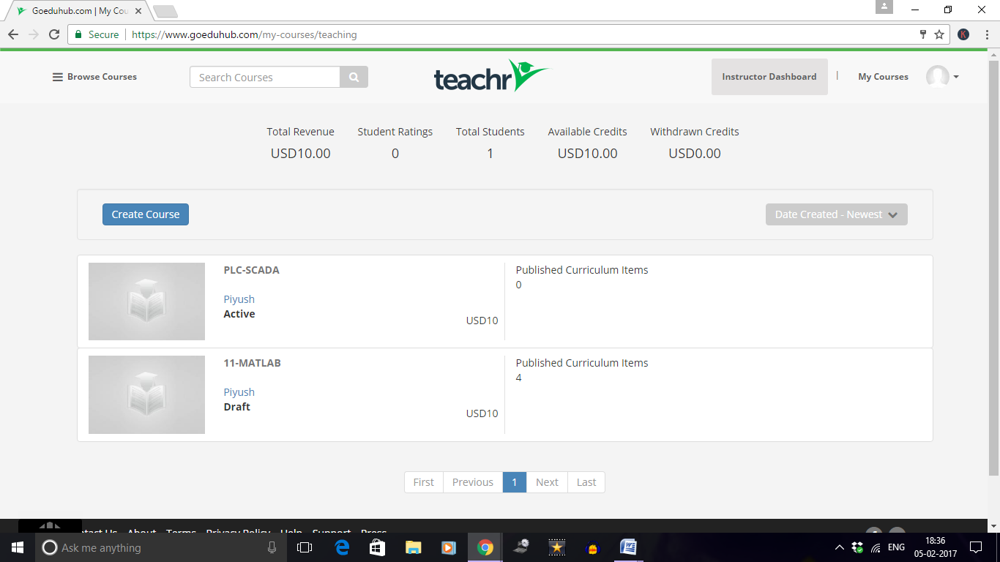 Goeduhub.com | My Cou
Secure https://www.goeduhub.com/my-courses/teaching
K
Browse Courses
Search Courses
teachr
Instructor Dashboard
My Courses
Total Revenue Student Ratings Total Students Available Credits Withdrawn Credits
USD10.00 0 1 USD10.00 USD0.00
Create Course
Date Created - Newest
PLC-SCADA
Piyush
Active
USD10
Published Curriculum Items
0
11-MATLAB
Piyush
Draft
USD10
Published Curriculum Items
4
First Previous 1 Next Last
ntact Us About Terms Privacy Policy Help Support Press
Ask me anything
ENG
18:36
05-02-2017